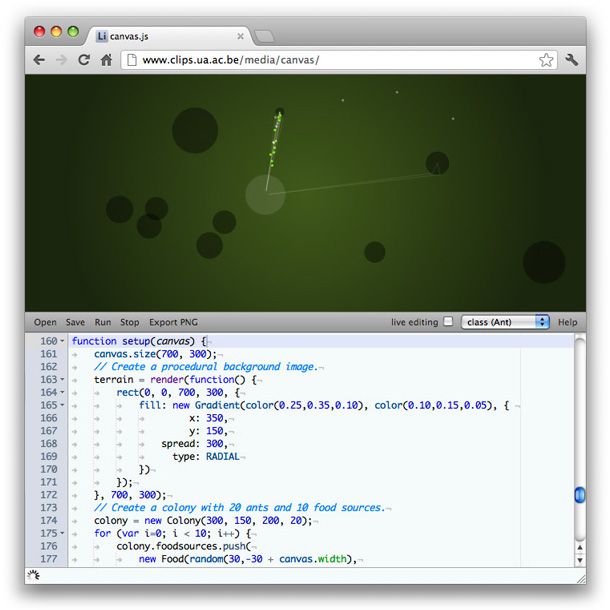 Li canvas.js
www.clips.ua.ac.be/media/canvas/
Open Save Run Stop Export PNG live editing class (Ant) Help
160 function setup(canvas) {
161 canvas.size(700, 300);
162 // Create a procedural background image.
163 terrain = render(function() {
164 rect(0, 0, 700, 300, {
165 fill: new Gradient(color(0.25,0.35,0.10), color(0.10,0.15,0.05), {
166 x: 350,
167 y: 150,
168 spread: 300,
169 type: RADIAL
170 })
171 });
172 }, 700, 300);
173 // Create a colony with 20 ants and 10 food sources.
174 colony = new Colony(300, 150, 200, 20);
175 for (var i=0; i < 10; i++) {
176 colony.foodsources.push(
177 new Food(random(30,-30 + canvas.width),